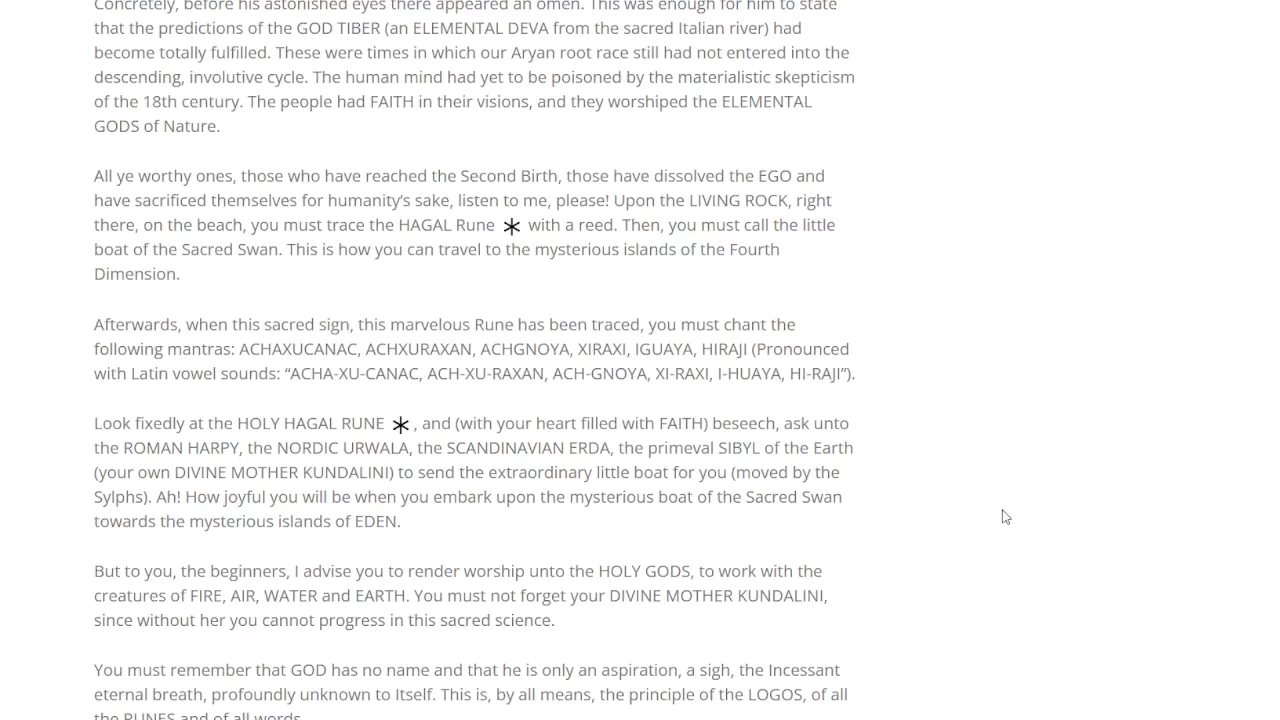 Concretely, before his astonished eyes there appeared an omen. This was enough for him to state
that the predictions of the GOD TIBER (an ELEMENTAL DEVA from the sacred Italian river) had
become totally fulfilled. These were times in which our Aryan root race still had not entered into the
descending, involutive cycle. The human mind had yet to be poisoned by the materialistic skepticism
of the 18th century. The people had FAITH in their visions, and they worshiped the ELEMENTAL
GODS of Nature.
All ye worthy ones, those who have reached the Second Birth, those have dissolved the EGO and
have sacrificed themselves for humanity’s sake, listen to me, please! Upon the LIVING ROCK, right
there, on the beach, you must trace the HAGAL Rune with a reed. Then, you must call the little
boat of the Sacred Swan. This is how you can travel to the mysterious islands of the Fourth
Dimension.
Afterwards, when this sacred sign, this marvelous Rune has been traced, you must chant the
following mantras: ACHAXUCANAC, ACHXURAXAN, ACHGNOYA, XIRAXI, IGUAYA, HIRAJI (Pronounced
with Latin vowel sounds: “ACHA-XU-CANAC, ACH-XU-RAXAN, ACH-GNOYA, XI-RAXI, I-HUAYA, HI-RAJI”).
Look fixedly at the HOLY HAGAL RUNE , and (with your heart filled with FAITH) beseech, ask unto
the ROMAN HARPY, the NORDIC URWALA, the SCANDINAVIAN ERDA, the primeval SIBYL of the Earth
(your own DIVINE MOTHER KUNDALINI) to send the extraordinary little boat for you (moved by the
Sylphs). Ah! How joyful you will be when you embark upon the mysterious boat of the Sacred Swan
towards the mysterious islands of EDEN.
But to you, the beginners, I advise you to render worship unto the HOLY GODS, to work with the
creatures of FIRE, AIR, WATER and EARTH. You must not forget your DIVINE MOTHER KUNDALINI,
since without her you cannot progress in this sacred science.
You must remember that GOD has no name and that he is only an aspiration, a sigh, the Incessant
eternal breath, profoundly unknown to Itself. This is, by all means, the principle of the LOGOS, of all
the RUNES and of all words.